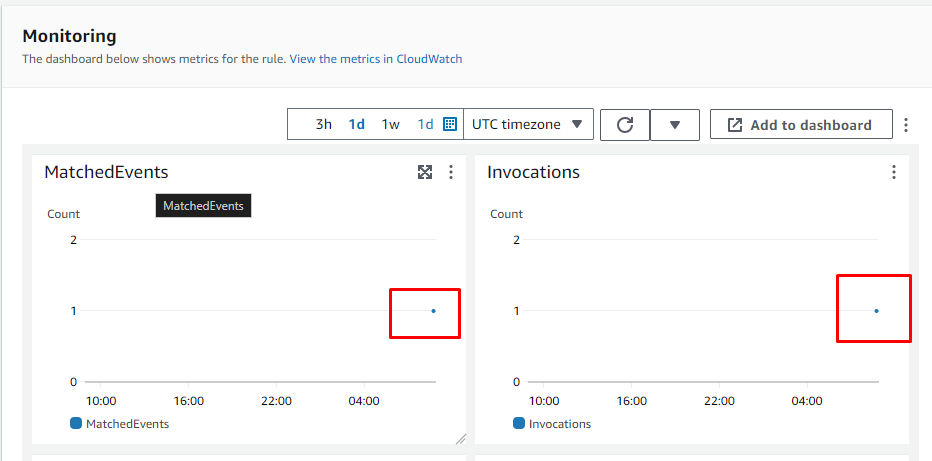 Monitoring
The dashboard below shows metrics for the rule. View the metrics in CloudWatch
3h 1d 1w 1d UTC timezone Add to dashboard
MatchedEvents
MatchedEvents
Count
2
1
0
10:00 16:00 22:00 04:00
MatchedEvents
Invocations
Count
2
1
0
10:00 16:00 22:00 04:00
Invocations